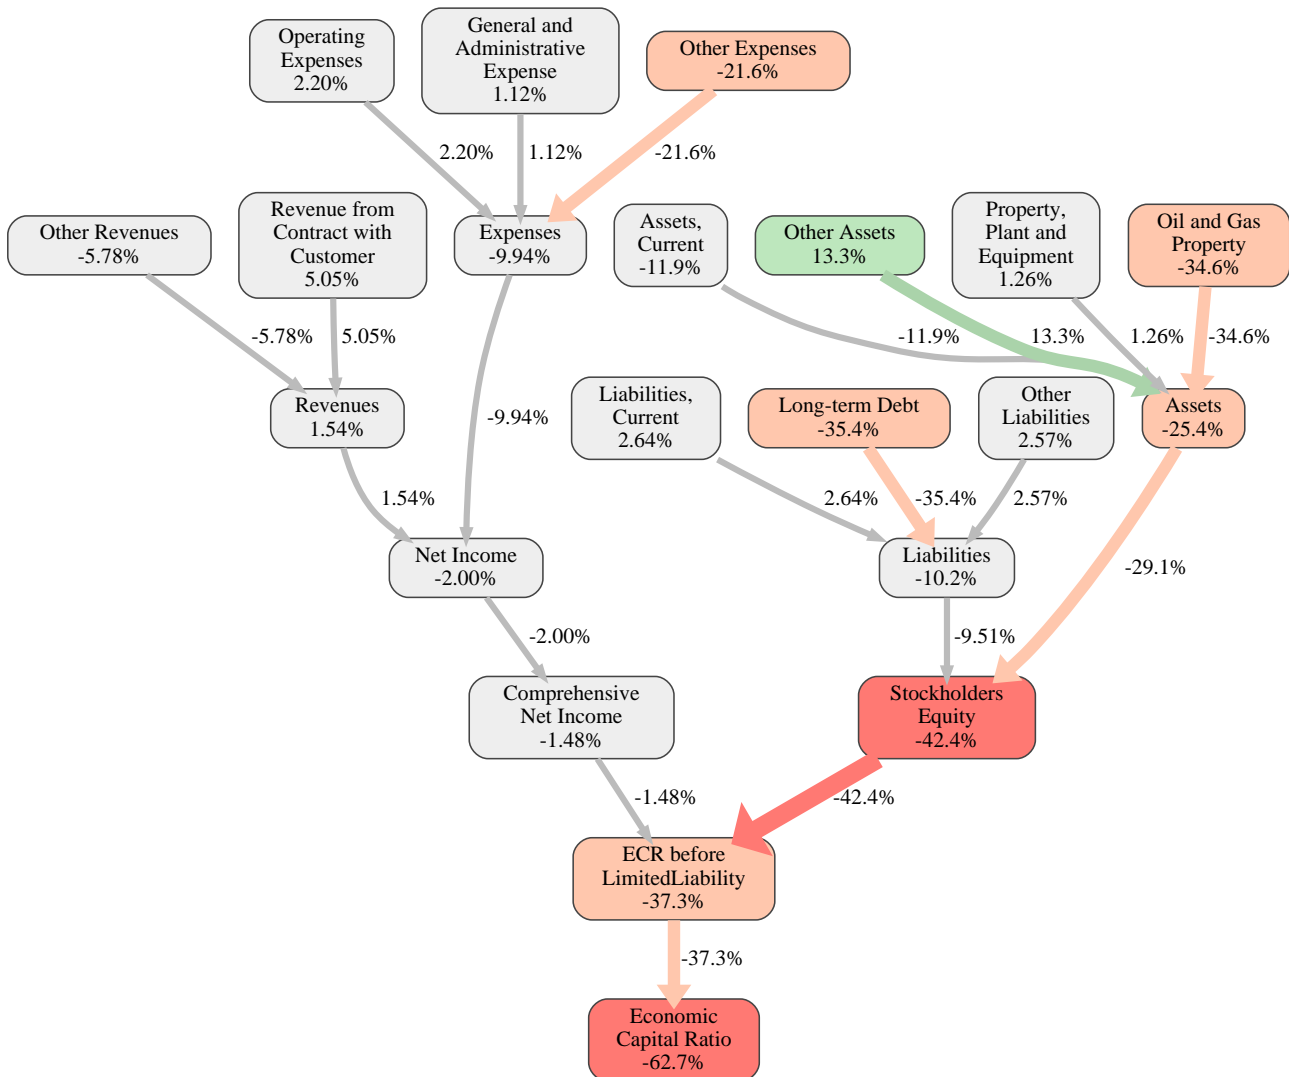 Operating
Expenses
2.20%
General and
Administrative
Expense
1.12%
Other Expenses
-21.6%
2.20%
1.12%
-21.6%
Other Revenues
-5.78%
Revenue from
Contract with
Customer
5.05%
Expenses
-9.94%
Assets,
Current
-11.9%
Other Assets
13.3%
Property,
Plant and
Equipment
1.26%
Oil and Gas
Property
-34.6%
-5.78%
5.05%
-11.9%
13.3%
1.26%
-34.6%
Revenues
1.54%
-9.94%
Liabilities,
Current
2.64%
Long-term Debt
-35.4%
Other
Liabilities
2.57%
Assets
-25.4%
1.54%
2.64%
-35.4%
2.57%
Net Income
-2.00%
Liabilities
-10.2%
-29.1%
-2.00%
-9.51%
Comprehensive
Net Income
-1.48%
Stockholders
Equity
-42.4%
-1.48%
-42.4%
ECR before
LimitedLiability
-37.3%
-37.3%
Economic
Capital Ratio
-62.7%